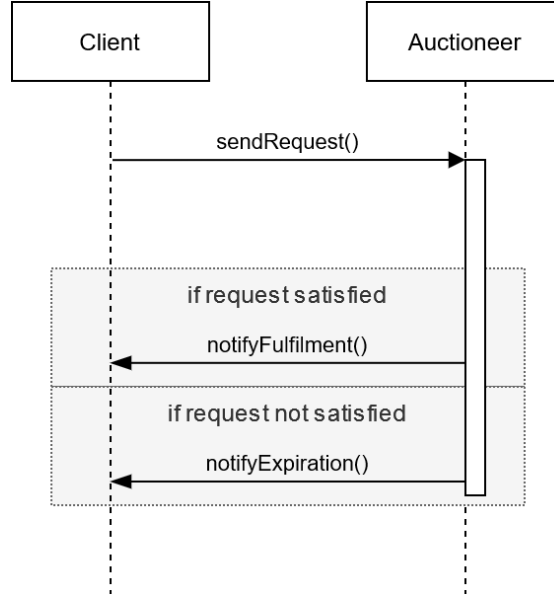 Client
Auctioneer
sendRequest()
if request satisfied
notifyFulfilment()
if request not satisfied
notifyExpiration()